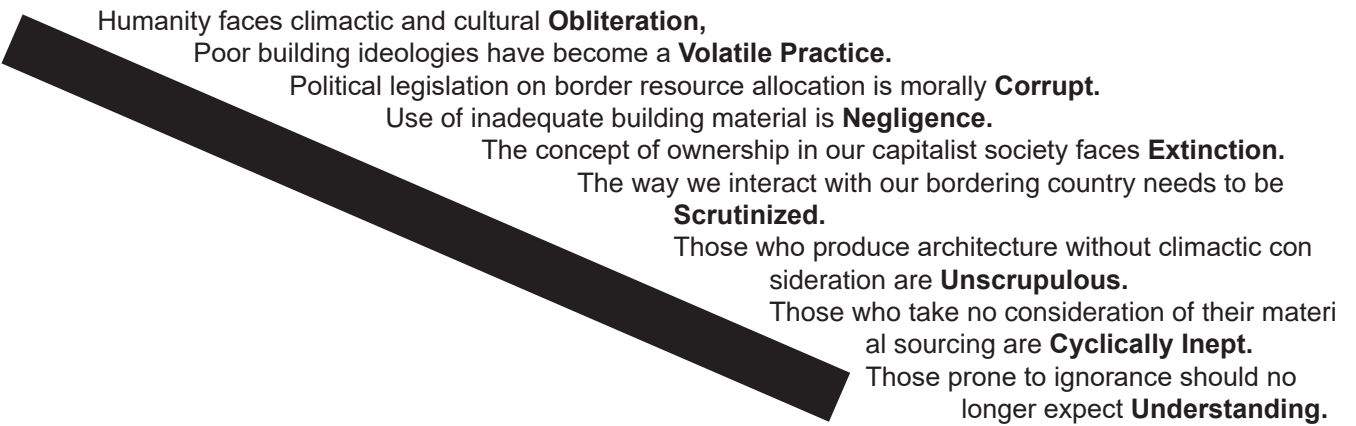 Humanity faces climactic and cultural Obliteration,
Poor building ideologies have become a Volatile Practice.
Political legislation on border resource allocation is morally Corrupt.
Use of inadequate building material is Negligence.
The concept of ownership in our capitalist society faces Extinction.
The way we interact with our bordering country needs to be
Scrutinized.
Those who produce architecture without climactic con
sideration are Unscrupulous.
Those who take no consideration of their materi
al sourcing are Cyclically Inept.
Those prone to ignorance should no
longer expect Understanding.